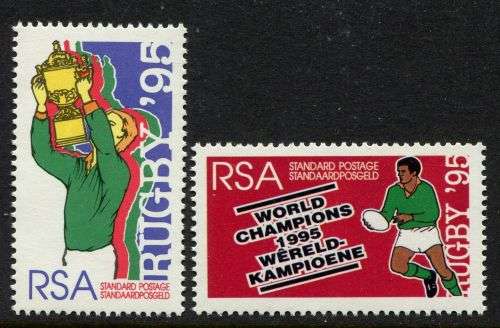 RUGBY '95
RSA
STANDARD POSTAGE
STANDAARDPOSGELD
RSA
STANDARD POSTAGE
STANDAARDPOSGELD
WORLD
CHAMPIONS
1995
WÊRELD-
KAMPIOENE
RUGBY '95